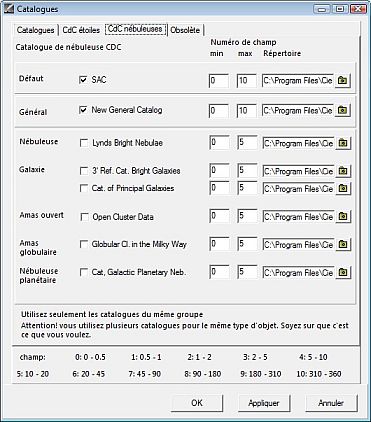 Catalogues
Catalogues CdC étoiles CdC nébuleuses Obsolète
Catalogue de nébuleuse CDC
Numéro de champ
min max Répertoire
Défaut SAC 0 10 C:\Program Files\Cie
Général New General Catalog 0 10 C:\Program Files\Cie
Nébuleuse Lynds Bright Nebulae 0 5 C:\Program Files\Cie
Galaxie 3' Ref. Cat. Bright Galaxies 0 5 C:\Program Files\Cie
Cat. of Principal Galaxies 0 5 C:\Program Files\Cie
Amas ouvert Open Cluster Data 0 5 C:\Program Files\Cie
Amas globulaire Globular Cl. in the Milky Way 0 5 C:\Program Files\Cie
Nébuleuse planétaire Cat, Galactic Planetary Neb. 0 5 C:\Program Files\Cie
Utilisez seulement les catalogues du même groupe
Attention! vous utilisez plusieurs catalogues pour le même type d'objet. Soyez sur que c'est
ce que vous voulez.
champ: 0: 0 - 0.5 1: 0.5 - 1 2: 1 - 2 3: 2 - 5 4: 5 - 10
5: 10 - 20 6: 20 - 45 7: 45 - 90 8: 90 - 180 9: 180 - 310 10: 310 - 360
OK Appliquer Annuler